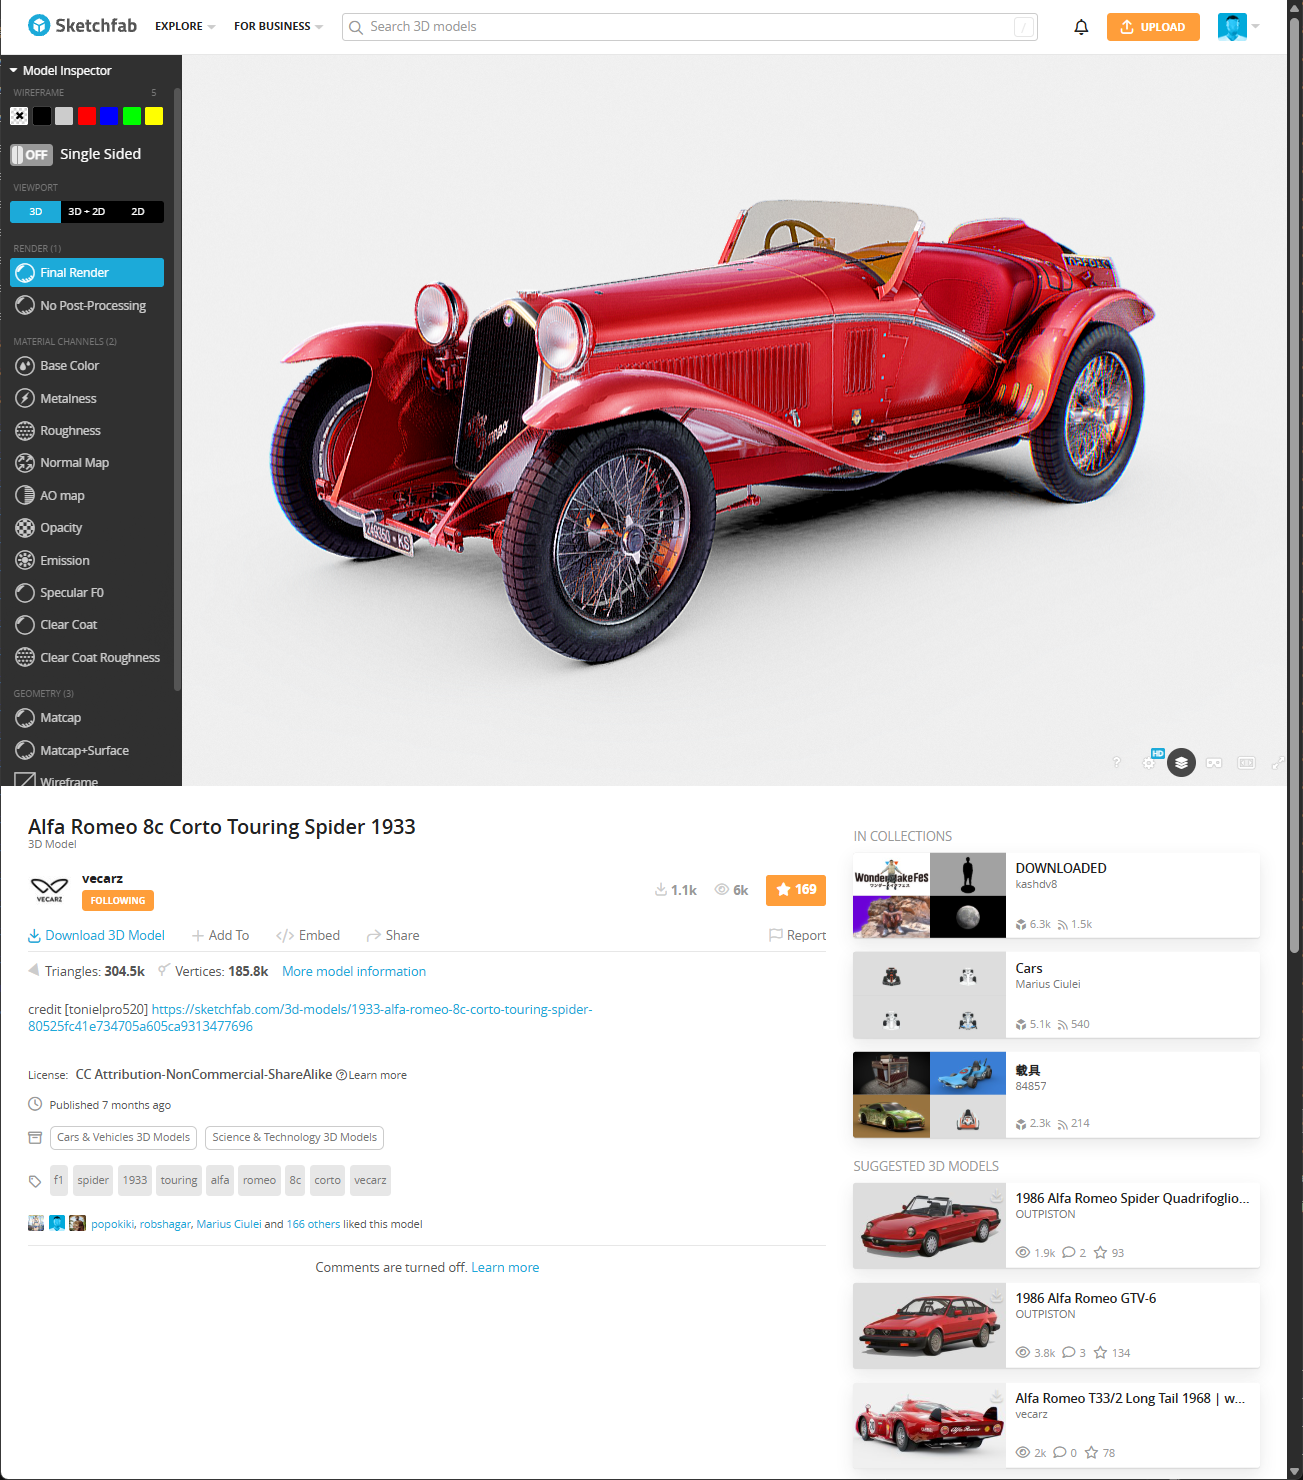 Sketchfab
EXPLORE
FOR BUSINESS
Search 3D models
/
UPLOAD
Model Inspector
WIREFRAME 5
OFF Single Sided
VIEWPORT
3D 3D + 2D 2D
RENDER (1)
Final Render
No Post-Processing
MATERIAL CHANNELS (2)
Base Color
Metalness
Roughness
Normal Map
AO map
Opacity
Emission
Specular F0
Clear Coat
Clear Coat Roughness
GEOMETRY (3)
Matcap
Matcap+Surface
Wireframe
249350 • KS
?
HD
Alfa Romeo 8c Corto Touring Spider 1933
3D Model
VECARZ
vecarz
FOLLOWING
1.1k 6k 169
Download 3D Model Add To Embed Share Report
Triangles: 304.5k Vertices: 185.8k More model information
credit [tonielpro520] https://sketchfab.com/3d-models/1933-alfa-romeo-8c-corto-touring-spider-
80525fc41e734705a605ca9313477696
License: CC Attribution-NonCommercial-ShareAlike Learn more
Published 7 months ago
Cars & Vehicles 3D Models Science & Technology 3D Models
f1 spider 1933 touring alfa romeo 8c corto vecarz
popokiki, robshagar, Marius Ciulei and 166 others liked this model
Comments are turned off. Learn more
IN COLLECTIONS
DOWNLOADED
kashdv8
6.3k 1.5k
Cars
Marius Ciulei
5.1k 540
载具
84857
2.3k 214
SUGGESTED 3D MODELS
1986 Alfa Romeo Spider Quadrifoglio...
OUTPISTON
1.9k 2 93
1986 Alfa Romeo GTV-6
OUTPISTON
3.8k 3 134
Alfa Romeo T33/2 Long Tail 1968 | w...
vecarz
2k 0 78